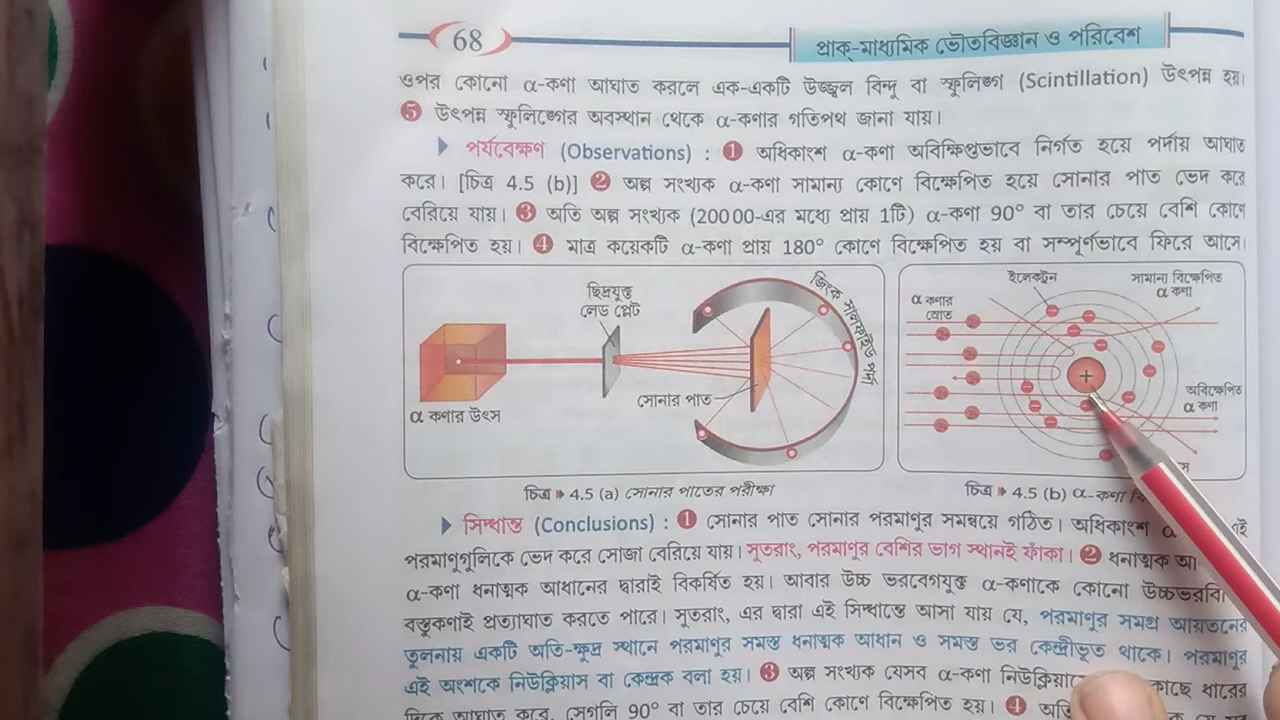 68
প্রাক্-মাধ্যমিক ভৌতবিজ্ঞান ও পরিবেশ
ওপর কোনো α-কণা আঘাত করলে এক-একটি উজ্জ্বল বিন্দু বা স্ফুলিঙ্গ (Scintillation) উৎপন্ন হয়।
5 উৎপন্ন স্ফুলিঙ্গের অবস্থান থেকে α-কণার গতিপথ জানা যায়।
পর্যবেক্ষণ (Observations) : 1 অধিকাংশ α-কণা অবিক্ষিপ্তভাবে নির্গত হয়ে পর্দায় আঘাত
করে। [চিত্র 4.5 (b)] 2 অল্প সংখ্যক α-কণা সামান্য কোণে বিক্ষেপিত হয়ে সোনার পাত ভেদ করে
বেরিয়ে যায়। 3 অতি অল্প সংখ্যক (20000-এর মধ্যে প্রায় 1টি) α-কণা 90° বা তার চেয়ে বেশি কোণে
বিক্ষেপিত হয়। 4 মাত্র কয়েকটি α-কণা প্রায় 180° কোণে বিক্ষেপিত হয় বা সম্পূর্ণভাবে ফিরে আসে।
ছিদ্রযুক্ত
লেড প্লেট
জিংক সালফাইড পর্দা
সোনার পাত
α কণার উৎস
ইলেকট্রন
সামান্য বিক্ষেপিত
α কণা
α কণার
স্রোত
অবিক্ষেপিত
α কণা
চিত্র 4.5 (a) সোনার পাতের পরীক্ষা
চিত্র 4.5 (b) α-কণা
সিদ্ধান্ত (Conclusions) : 1 সোনার পাত সোনার পরমাণুর সমন্বয়ে গঠিত। অধিকাংশ α
পরমাণুগুলিকে ভেদ করে সোজা বেরিয়ে যায়। সুতরাং, পরমাণুর বেশির ভাগ স্থানই ফাঁকা। 2 ধনাত্মক
α-কণা ধনাত্মক আধানের দ্বারাই বিকর্ষিত হয়। আবার উচ্চ ভরবেগযুক্ত α-কণাকে কোনো
বস্তুকণাই প্রত্যাঘাত করতে পারে। সুতরাং, এর দ্বারা এই সিদ্ধান্তে আসা যায় যে, পরমাণুর সমগ্র আয়তনের
তুলনায় একটি অতি-ক্ষুদ্র স্থানে পরমাণুর সমস্ত ধনাত্মক আধান ও সমস্ত ভর কেন্দ্রীভূত থাকে। পরমাণুর
এই অংশকে নিউক্লিয়াস বা কেন্দ্রক বলা হয়। 3 অল্প সংখ্যক যেসব α-কণা কাছে ধারের
দিকে আঘাত করে, সেগুলি 90° বা তার চেয়ে বেশি কোণে বিক্ষেপিত হয়। 4